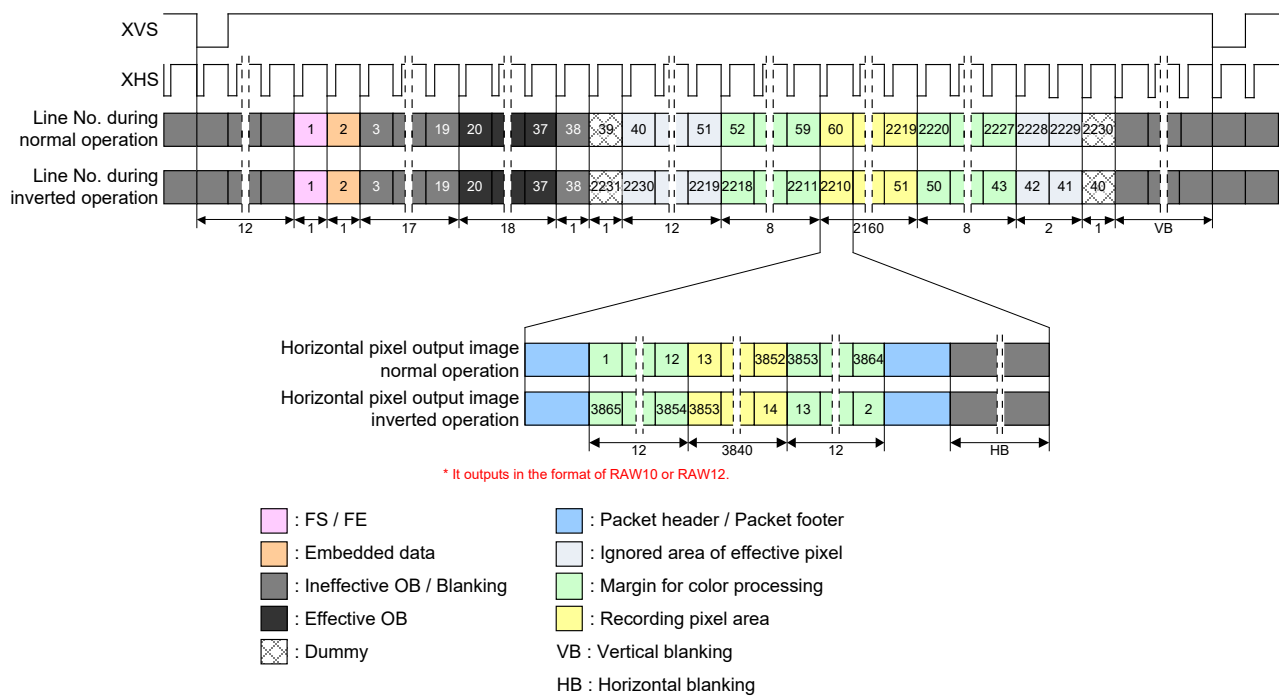 XVS
XHS
Line No. during
normal operation
1 2 3 19 20 37 38 39 40 51 52 59 60 2219 2220 2227 2228 2229 2230
Line No. during
inverted operation
1 2 3 19 20 37 38 2231 2230 2219 2218 2211 2210 51 50 43 42 41 40
12 1 1 17 18 1 1 12 8 2160 8 2 1 VB
Horizontal pixel output image
normal operation
1 12 13 3852 3853 3864
Horizontal pixel output image
inverted operation
3865 3854 3853 14 13 2
12 3840 12 HB
* It outputs in the format of RAW10 or RAW12.
: FS / FE
: Embedded data
: Ineffective OB / Blanking
: Effective OB
: Dummy
: Packet header / Packet footer
: Ignored area of effective pixel
: Margin for color processing
: Recording pixel area
VB : Vertical blanking
HB : Horizontal blanking